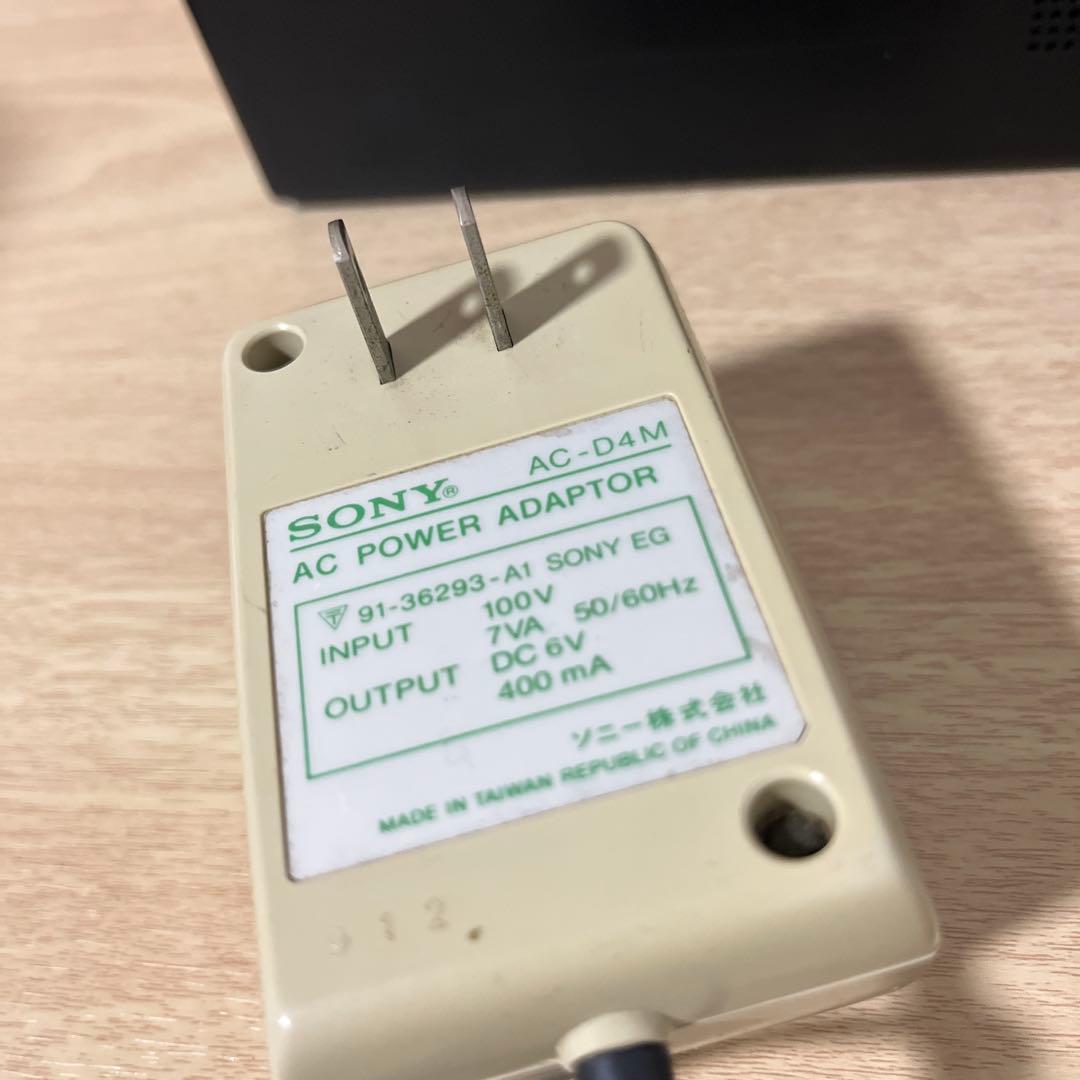 SONY® AC-D4M
AC POWER ADAPTOR
〒 91-36293-A1 SONY EG
INPUT 100V
7VA 50/60Hz
OUTPUT DC 6V
400 mA
ソニー株式会社
MADE IN TAIWAN REPUBLIC OF CHINA
12